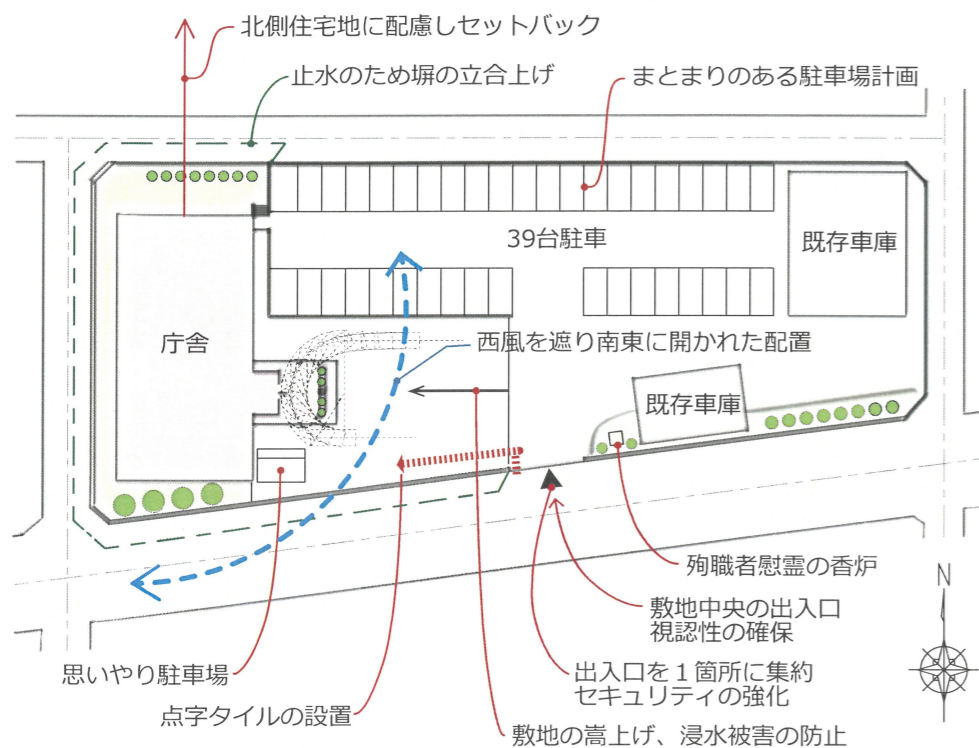 北側住宅地に配慮しセットバック
止水のため塀の立合上げ
まとまりのある駐車場計画
39台駐車
既存車庫
庁舎
西風を遮り南東に開かれた配置
既存車庫
殉職者慰霊の香炉
N
敷地中央の出入口
視認性の確保
思いやり駐車場
出入口を１箇所に集約
セキュリティの強化
点字タイルの設置
敷地の嵩上げ、浸水被害の防止